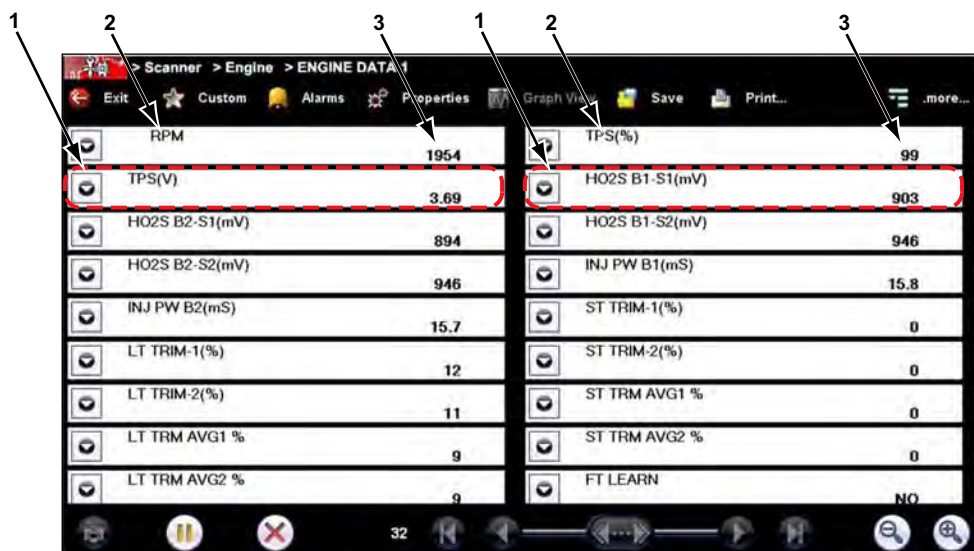 1 2 3 1 2 3
> Scanner > Engine > ENGINE DATA 1
Exit Custom Alarms Properties Graph View Save Print... .more...
RPM 1954
TPS(%) 99
TPS(V) 3.69
HO2S B1-S1(mV) 903
HO2S B2-S1(mV) 894
HO2S B1-S2(mV) 946
HO2S B2-S2(mV) 946
INJ PW B1(mS) 15.8
INJ PW B2(mS) 15.7
ST TRIM-1(%) 0
LT TRIM-1(%) 12
ST TRIM-2(%) 0
LT TRIM-2(%) 11
ST TRM AVG1 % 0
LT TRM AVG1 % 9
ST TRM AVG2 % 0
LT TRM AVG2 % 9
FT LEARN NO
32